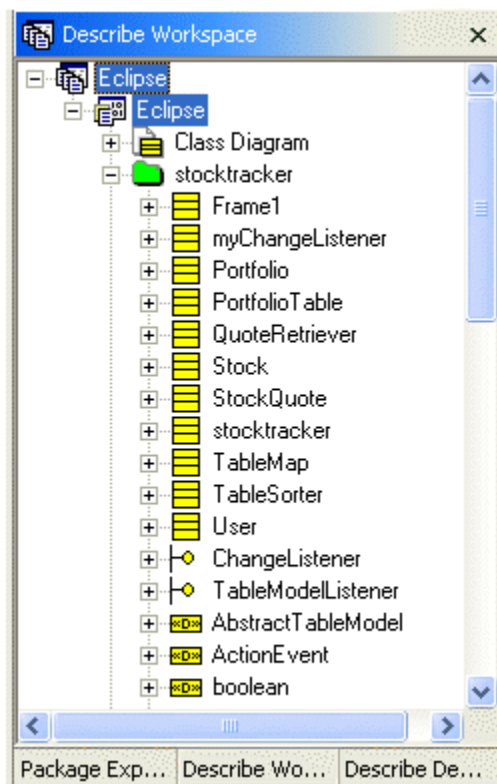 Describe Workspace
Eclipse
Eclipse
Class Diagram
stocktracker
Frame1
myChangeListener
Portfolio
PortfolioTable
QuoteRetriever
Stock
StockQuote
stocktracker
TableMap
TableSorter
User
ChangeListener
TableModelListener
«D» AbstractTableModel
«D» ActionEvent
«D» boolean
Package Exp... Describe Wo... Describe De...